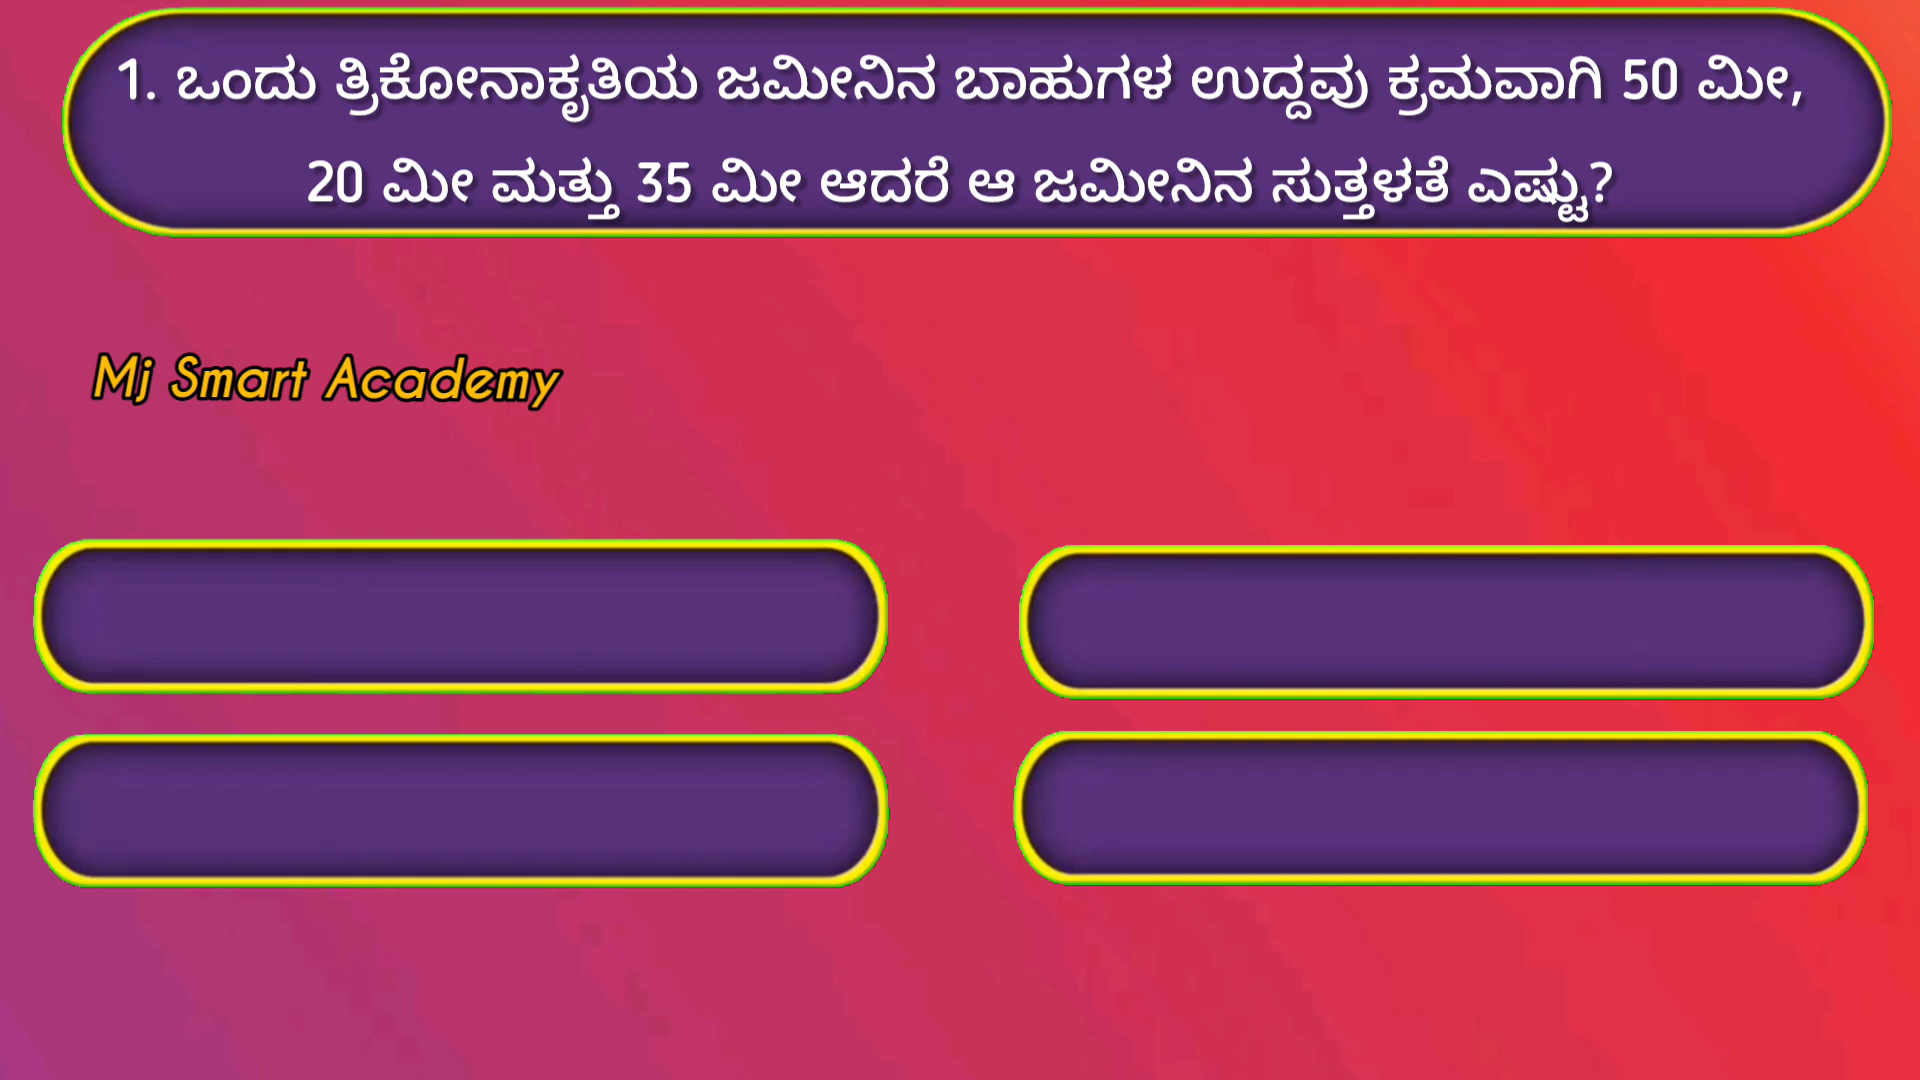 1. ಒಂದು ತ್ರಿಕೋನಾಕೃತಿಯ ಜಮೀನಿನ ಬಾಹುಗಳ ಉದ್ದವು ಕ್ರಮವಾಗಿ 50 ಮೀ,
20 ಮೀ ಮತ್ತು 35 ಮೀ ಆದರೆ ಆ ಜಮೀನಿನ ಸುತ್ತಳತೆ ಎಷ್ಟು?
Mj Smart Academy